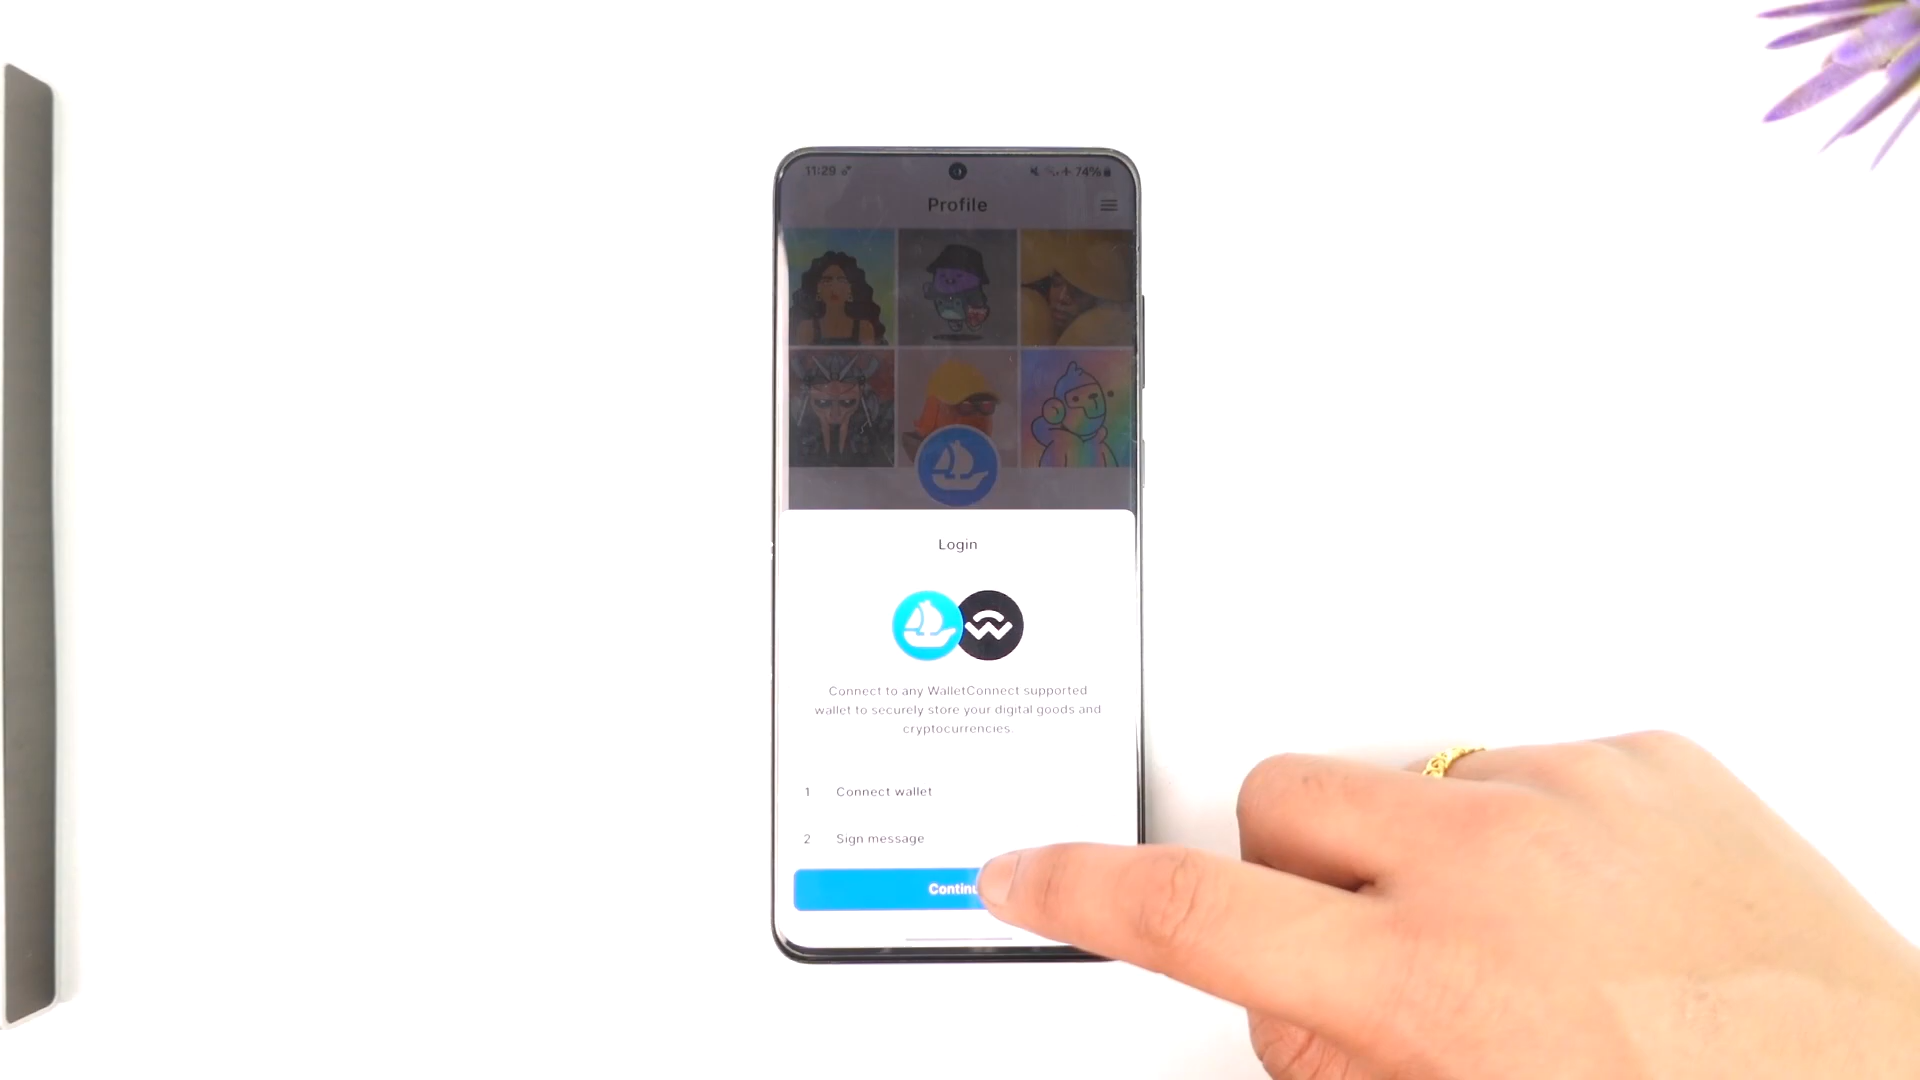 11:29
74%
Profile
Login
Connect to any WalletConnect supported
wallet to securely store your digital goods and
cryptocurrencies.
1 Connect wallet
2 Sign message
Continu